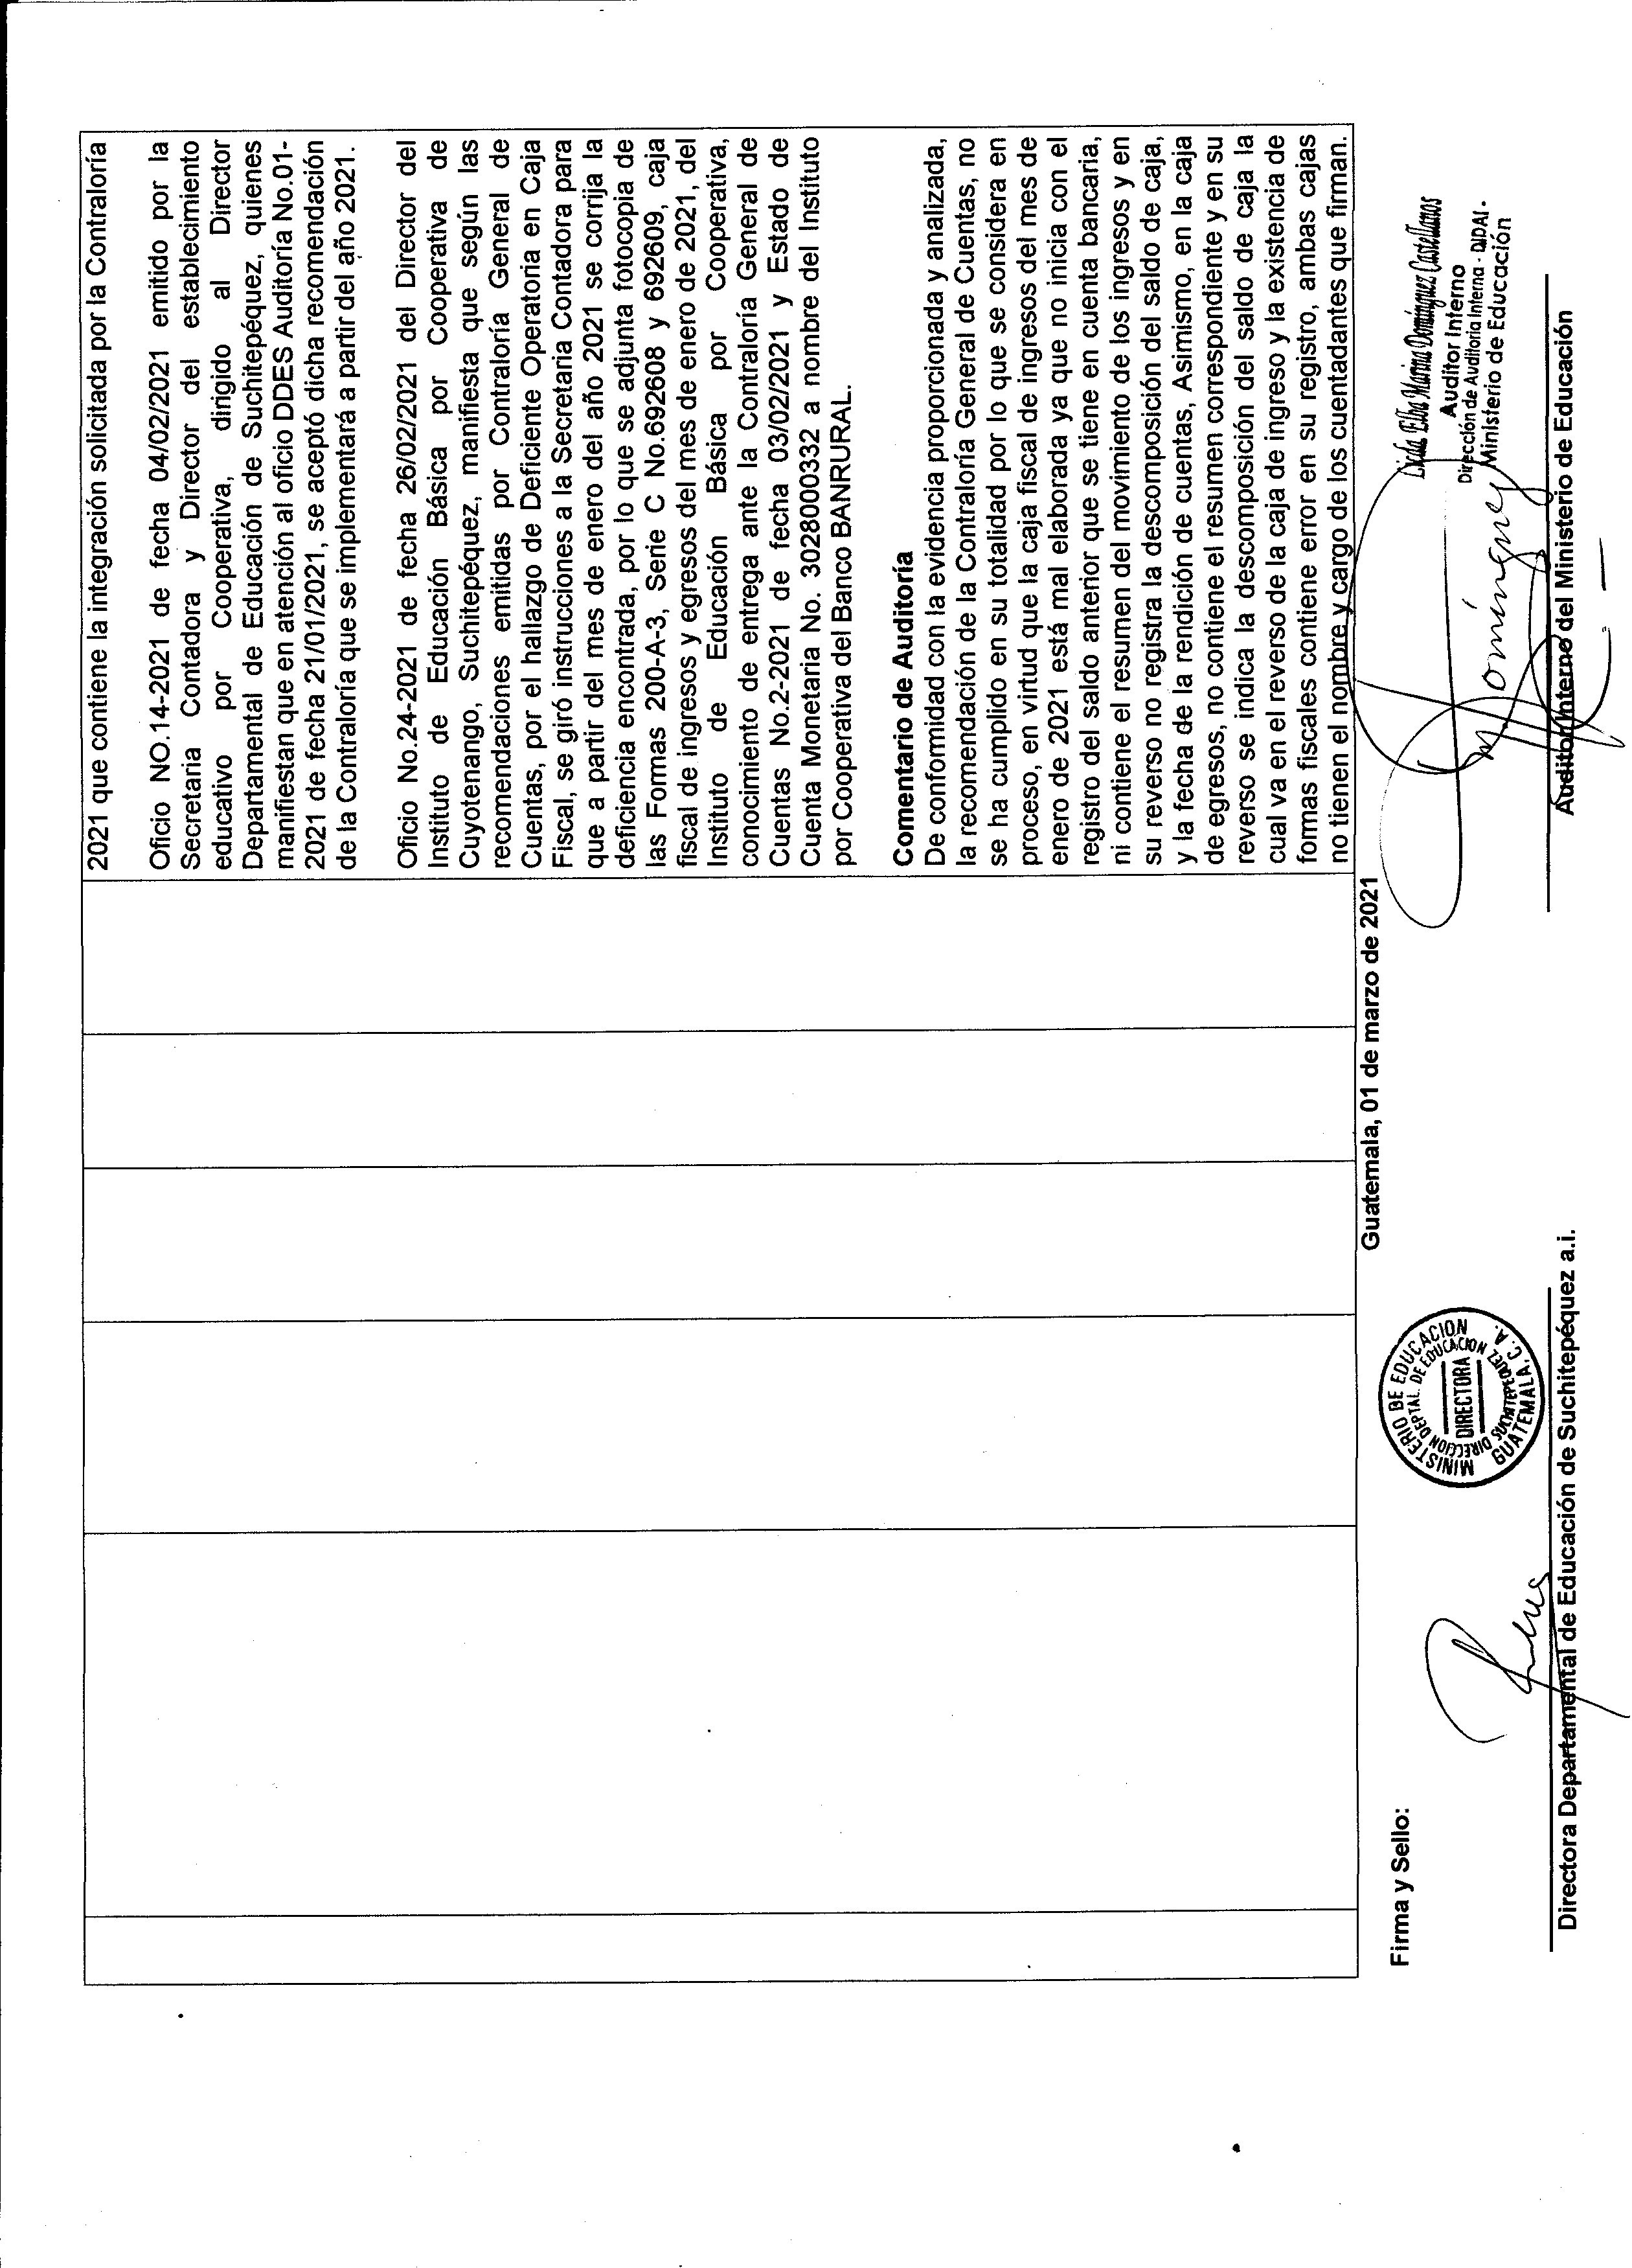 2021 que contiene la integración solicitada por la Contraloría
Oficio NO.14-2021 de fecha 04/02/2021 emitido por la
Secretaria Contadora y Director del establecimiento
educativo por Cooperativa, dirigido al Director
Departamental de Educación de Suchitepéquez, quienes
manifiestan que en atención al oficio DDES Auditoría No.01-
2021 de fecha 21/01/2021, se aceptó dicha recomendación
de la Contraloría que se implementará a partir del año 2021.
Oficio No.24-2021 de fecha 26/02/2021 del Director del
Instituto de Educación Básica por Cooperativa de
Cuyotenango, Suchitepéquez, manifiesta que según las
recomendaciones emitidas por Contraloría General de
Cuentas, por el hallazgo de Deficiente Operatoria en Caja
Fiscal, se giró instrucciones a la Secretaria Contadora para
que a partir del mes de enero del año 2021 se corrija la
deficiencia encontrada, por lo que se adjunta fotocopia de
las Formas 200-A-3, Serie C No.692608 y 692609, caja
fiscal de ingresos y egresos del mes de enero de 2021, del
Instituto de Educación Básica por Cooperativa,
conocimiento de entrega ante la Contraloría General de
Cuentas No.2-2021 de fecha 03/02/2021 y Estado de
Cuenta Monetaria No. 3028000332 a nombre del Instituto
por Cooperativa del Banco BANRURAL.
Comentario de Auditoría
De conformidad con la evidencia proporcionada y analizada,
la recomendación de la Contraloría General de Cuentas, no
se ha cumplido en su totalidad por lo que se considera en
proceso, en virtud que la caja fiscal de ingresos del mes de
enero de 2021 está mal elaborada ya que no inicia con el
registro del saldo anterior que se tiene en cuenta bancaria,
ni contiene el resumen del movimiento de los ingresos y en
su reverso no registra la descomposición del saldo de caja,
y la fecha de la rendición de cuentas, Asimismo, en la caja
de egresos, no contiene el resumen correspondiente y en su
reverso se indica la descomposición del saldo de caja la
cual va en el reverso de la caja de ingreso y la existencia de
formas fiscales contiene error en su registro, ambas cajas
no tienen el nombre y cargo de los cuentadantes que firman.
Guatemala, 01 de marzo de 2021
Firma y Sello:
MINISTERIO DE EDUCACION
DIRECCION DEPTAL. DE EDUCACION
DIRECTORA
SUCHITEPEQUEZ
GUATEMALA, C. A.
Directora Departamental de Educación de Suchitepéquez a.i.
Licda. Elba Marina Domínguez Castellanos
Auditor Interno
Dirección de Auditoría Interna - DIDAI -
Ministerio de Educación
Domínguez
Auditor Interno del Ministerio de Educación